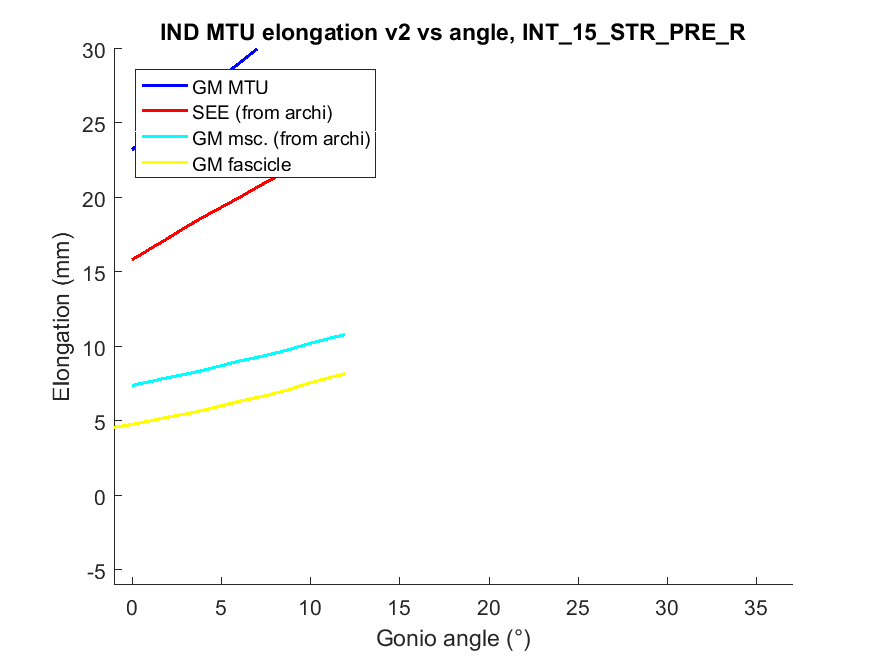 IND MTU elongation v2 vs angle, INT_15_STR_PRE_R
30
25
20
15
10
5
0
-5
Elongation (mm)
GM MTU
SEE (from archi)
GM msc. (from archi)
GM fascicle
0 5 10 15 20 25 30 35
Gonio angle (°)